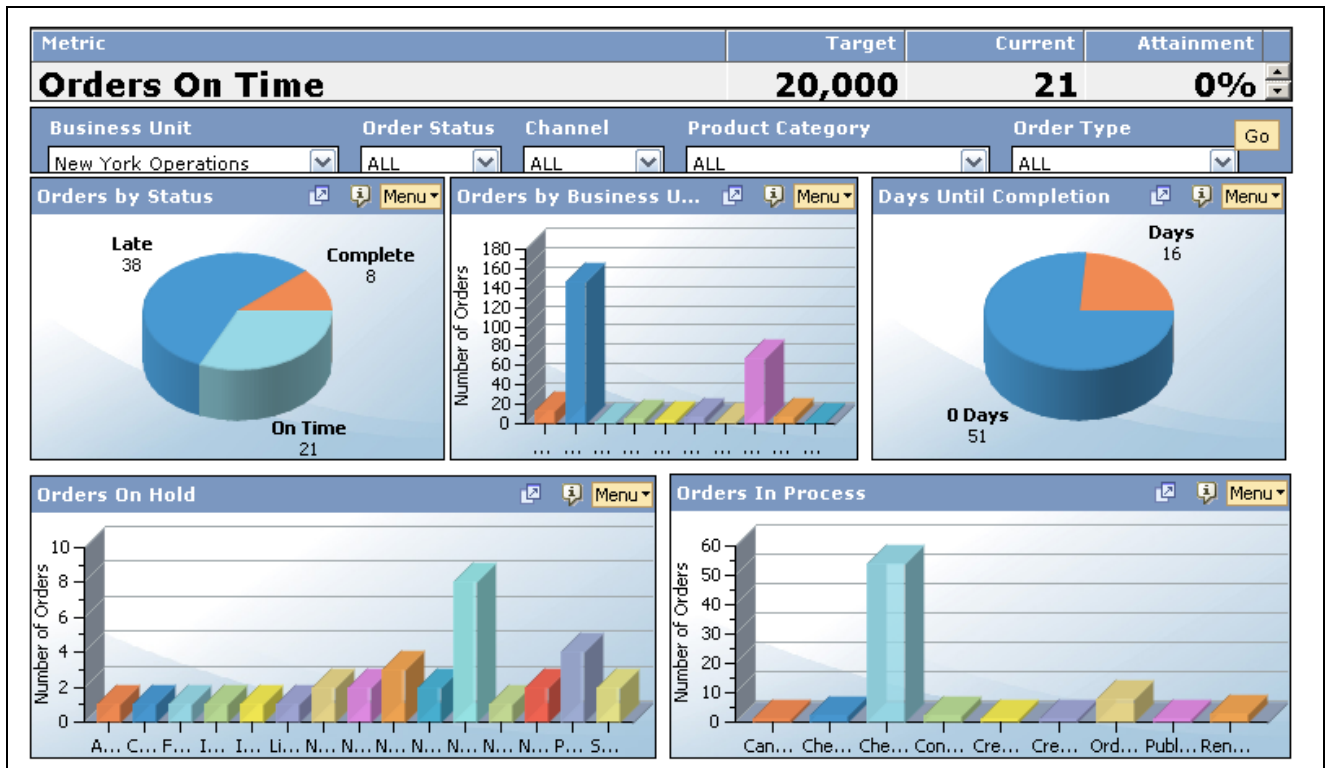 Metric Target Current Attainment
Orders On Time 20,000 21 0%
Business Unit Order Status Channel Product Category Order Type
Go
New York Operations ALL ALL ALL ALL
Orders by Status Menu
Late
38
Complete
8
On Time
21
Orders by Business U... Menu
Number of Orders
180
160
140
120
100
80
60
40
20
0
... ... ... ... ... ... ... ... ... ...
Days Until Completion Menu
Days
16
0 Days
51
Orders On Hold Menu
Number of Orders
10
8
6
4
2
0
A... C... F... I... I... Li... N... N... N... N... N... N... N... P... S...
Orders In Process Menu
Number of Orders
60
50
40
30
20
10
0
Can... Che... Che... Con... Cre... Cre... Ord... Publ... Ren...